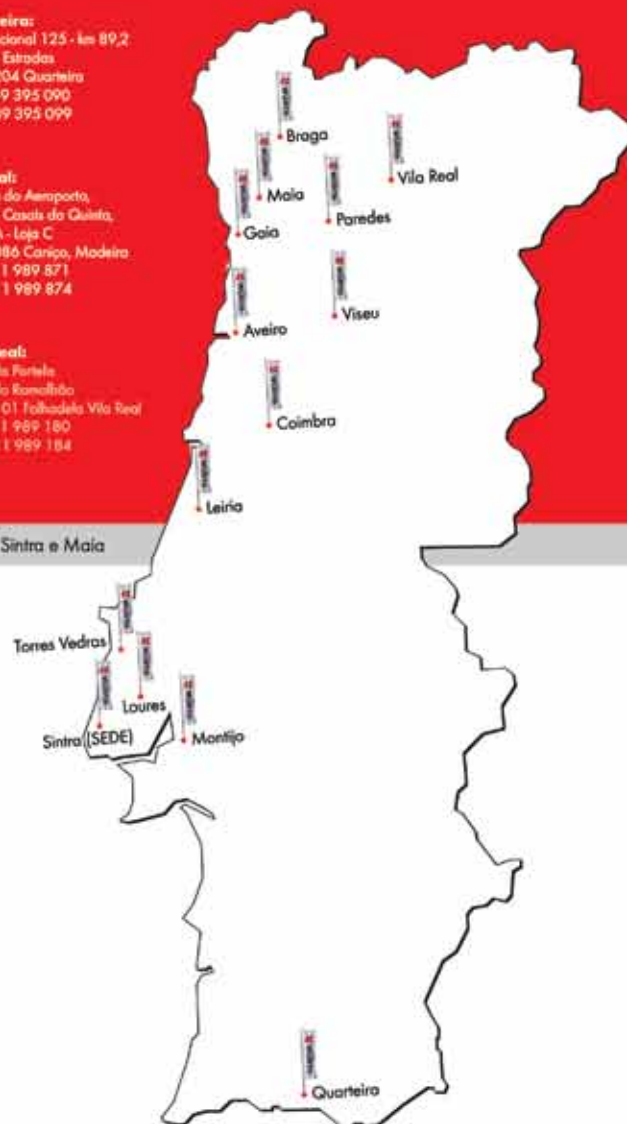 eira:
cional 125 - km 89,2
Estradas
204 Quarteira
9 395 090
9 395 099
al:
do Aeroporto,
Casais da Quinta,
- Loja C
086 Caniço, Madeira
1 989 871
1 989 874
eal:
da Portela
do Ramalhão
01 Folhadela Vila Real
1 989 180
1 989 184
Sintra e Maia
Braga
Maia
Vila Real
Gaia
Paredes
Aveiro
Viseu
Coimbra
Leiria
Torres Vedras
Loures
Sintra (SEDE)
Montijo
Quarteira